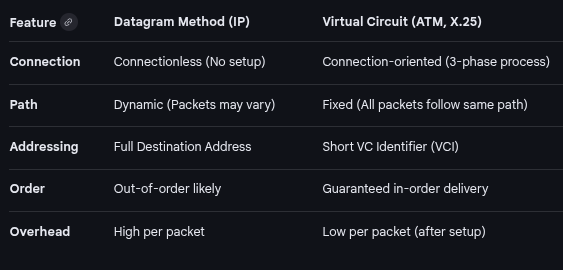 Feature Datagram Method (IP) Virtual Circuit (ATM, X.25)
Connection Connectionless (No setup) Connection-oriented (3-phase process)
Path Dynamic (Packets may vary) Fixed (All packets follow same path)
Addressing Full Destination Address Short VC Identifier (VCI)
Order Out-of-order likely Guaranteed in-order delivery
Overhead High per packet Low per packet (after setup)